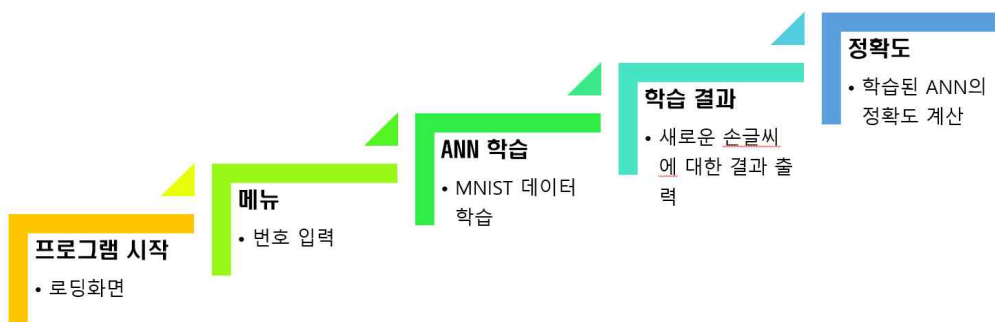 프로그램 시작
• 로딩화면
메뉴
• 번호 입력
ANN 학습
• MNIST 데이터
학습
학습 결과
• 새로운 손글씨
에 대한 결과 출
력
정확도
• 학습된 ANN의
정확도 계산